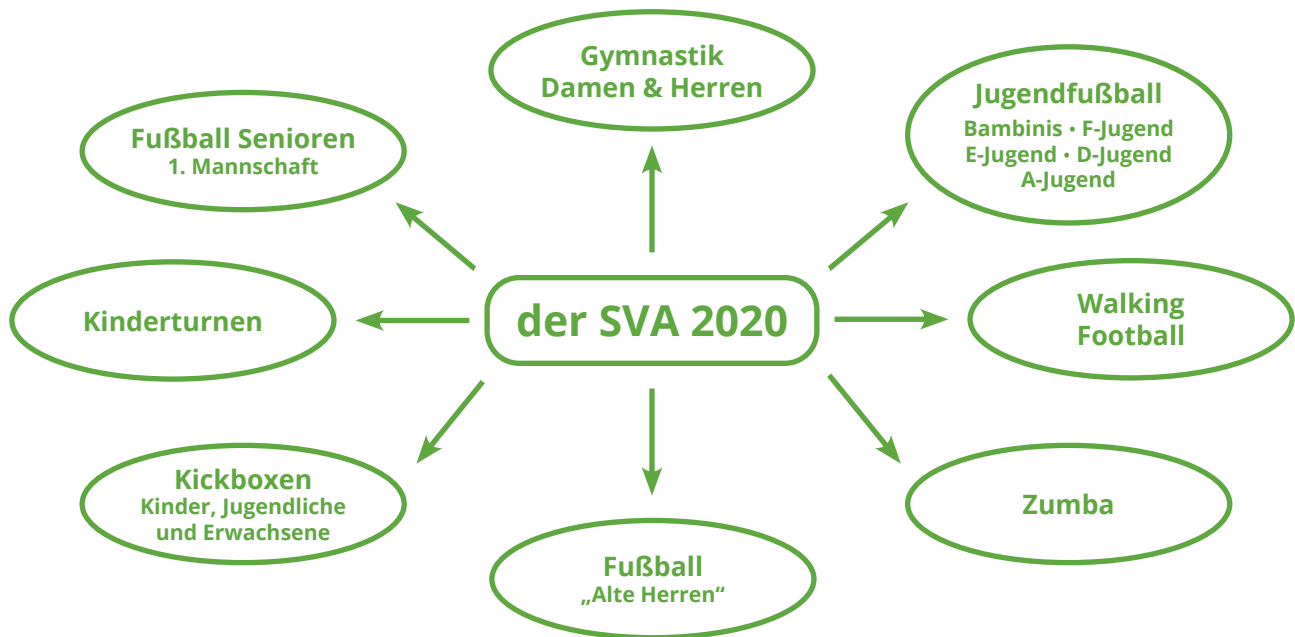 Gymnastik
Damen & Herren
Jugendfußball
Bambinis • F-Jugend
E-Jugend • D-Jugend
A-Jugend
Fußball Senioren
1. Mannschaft
Kinderturnen
der SVA 2020
Walking
Football
Kickboxen
Kinder, Jugendliche
und Erwachsene
Zumba
Fußball
„Alte Herren“